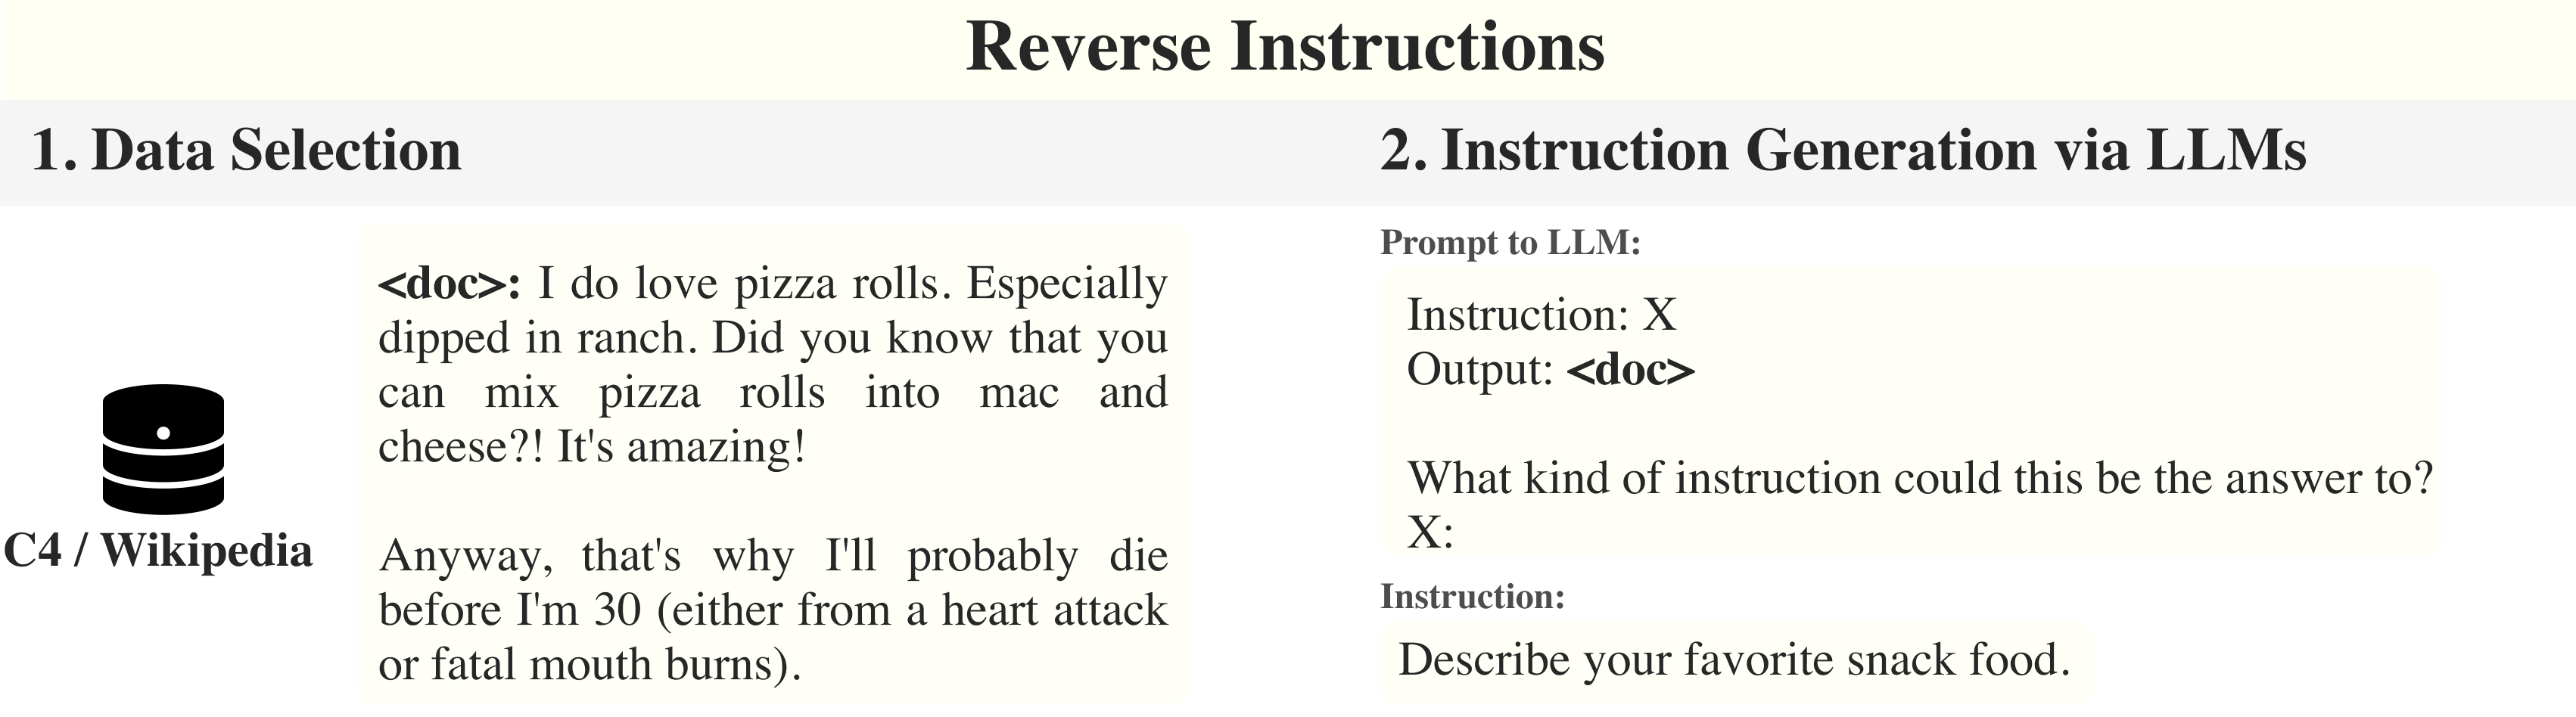 Reverse Instructions
1. Data Selection
<doc>: I do love pizza rolls. Especially
dipped in ranch. Did you know that you
can mix pizza rolls into mac and
cheese?! It's amazing!
Anyway, that's why I'll probably die
before I'm 30 (either from a heart attack
or fatal mouth burns).
C4 / Wikipedia
2. Instruction Generation via LLMs
Prompt to LLM:
Instruction: X
Output: <doc>
What kind of instruction could this be the answer to?
X:
Instruction:
Describe your favorite snack food.